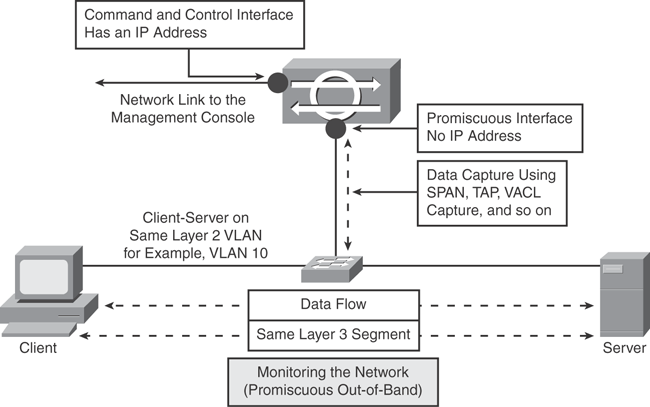 Command and Control Interface
Has an IP Address
Network Link to the
Management Console
Promiscuous Interface
No IP Address
Data Capture Using
SPAN, TAP, VACL
Capture, and so on
Client-Server on
Same Layer 2 VLAN
for Example, VLAN 10
Data Flow
Same Layer 3 Segment
Client
Server
Monitoring the Network
(Promiscuous Out-of-Band)